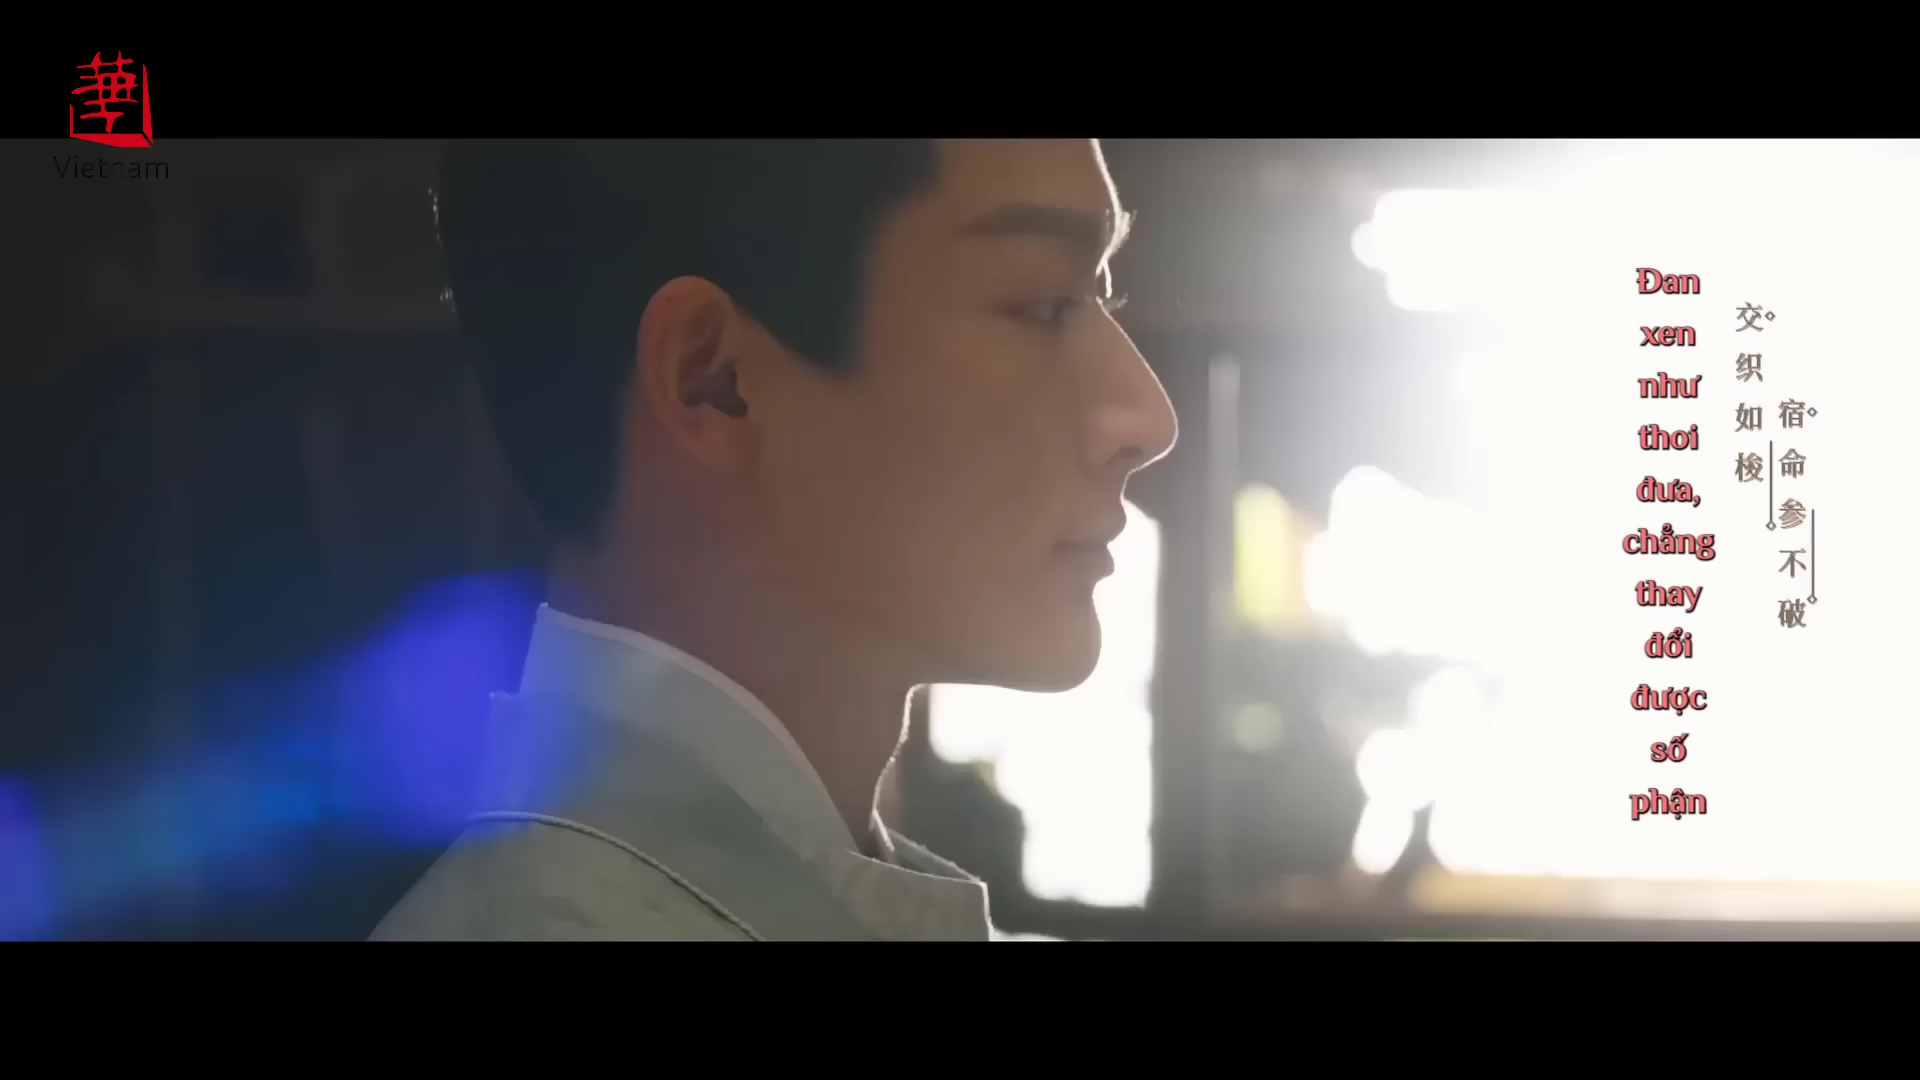 華
Vietnam
Đan
xen
như
thoi
đưa,
chẳng
thay
đổi
được
số
phận
交织如梭
宿命参不破